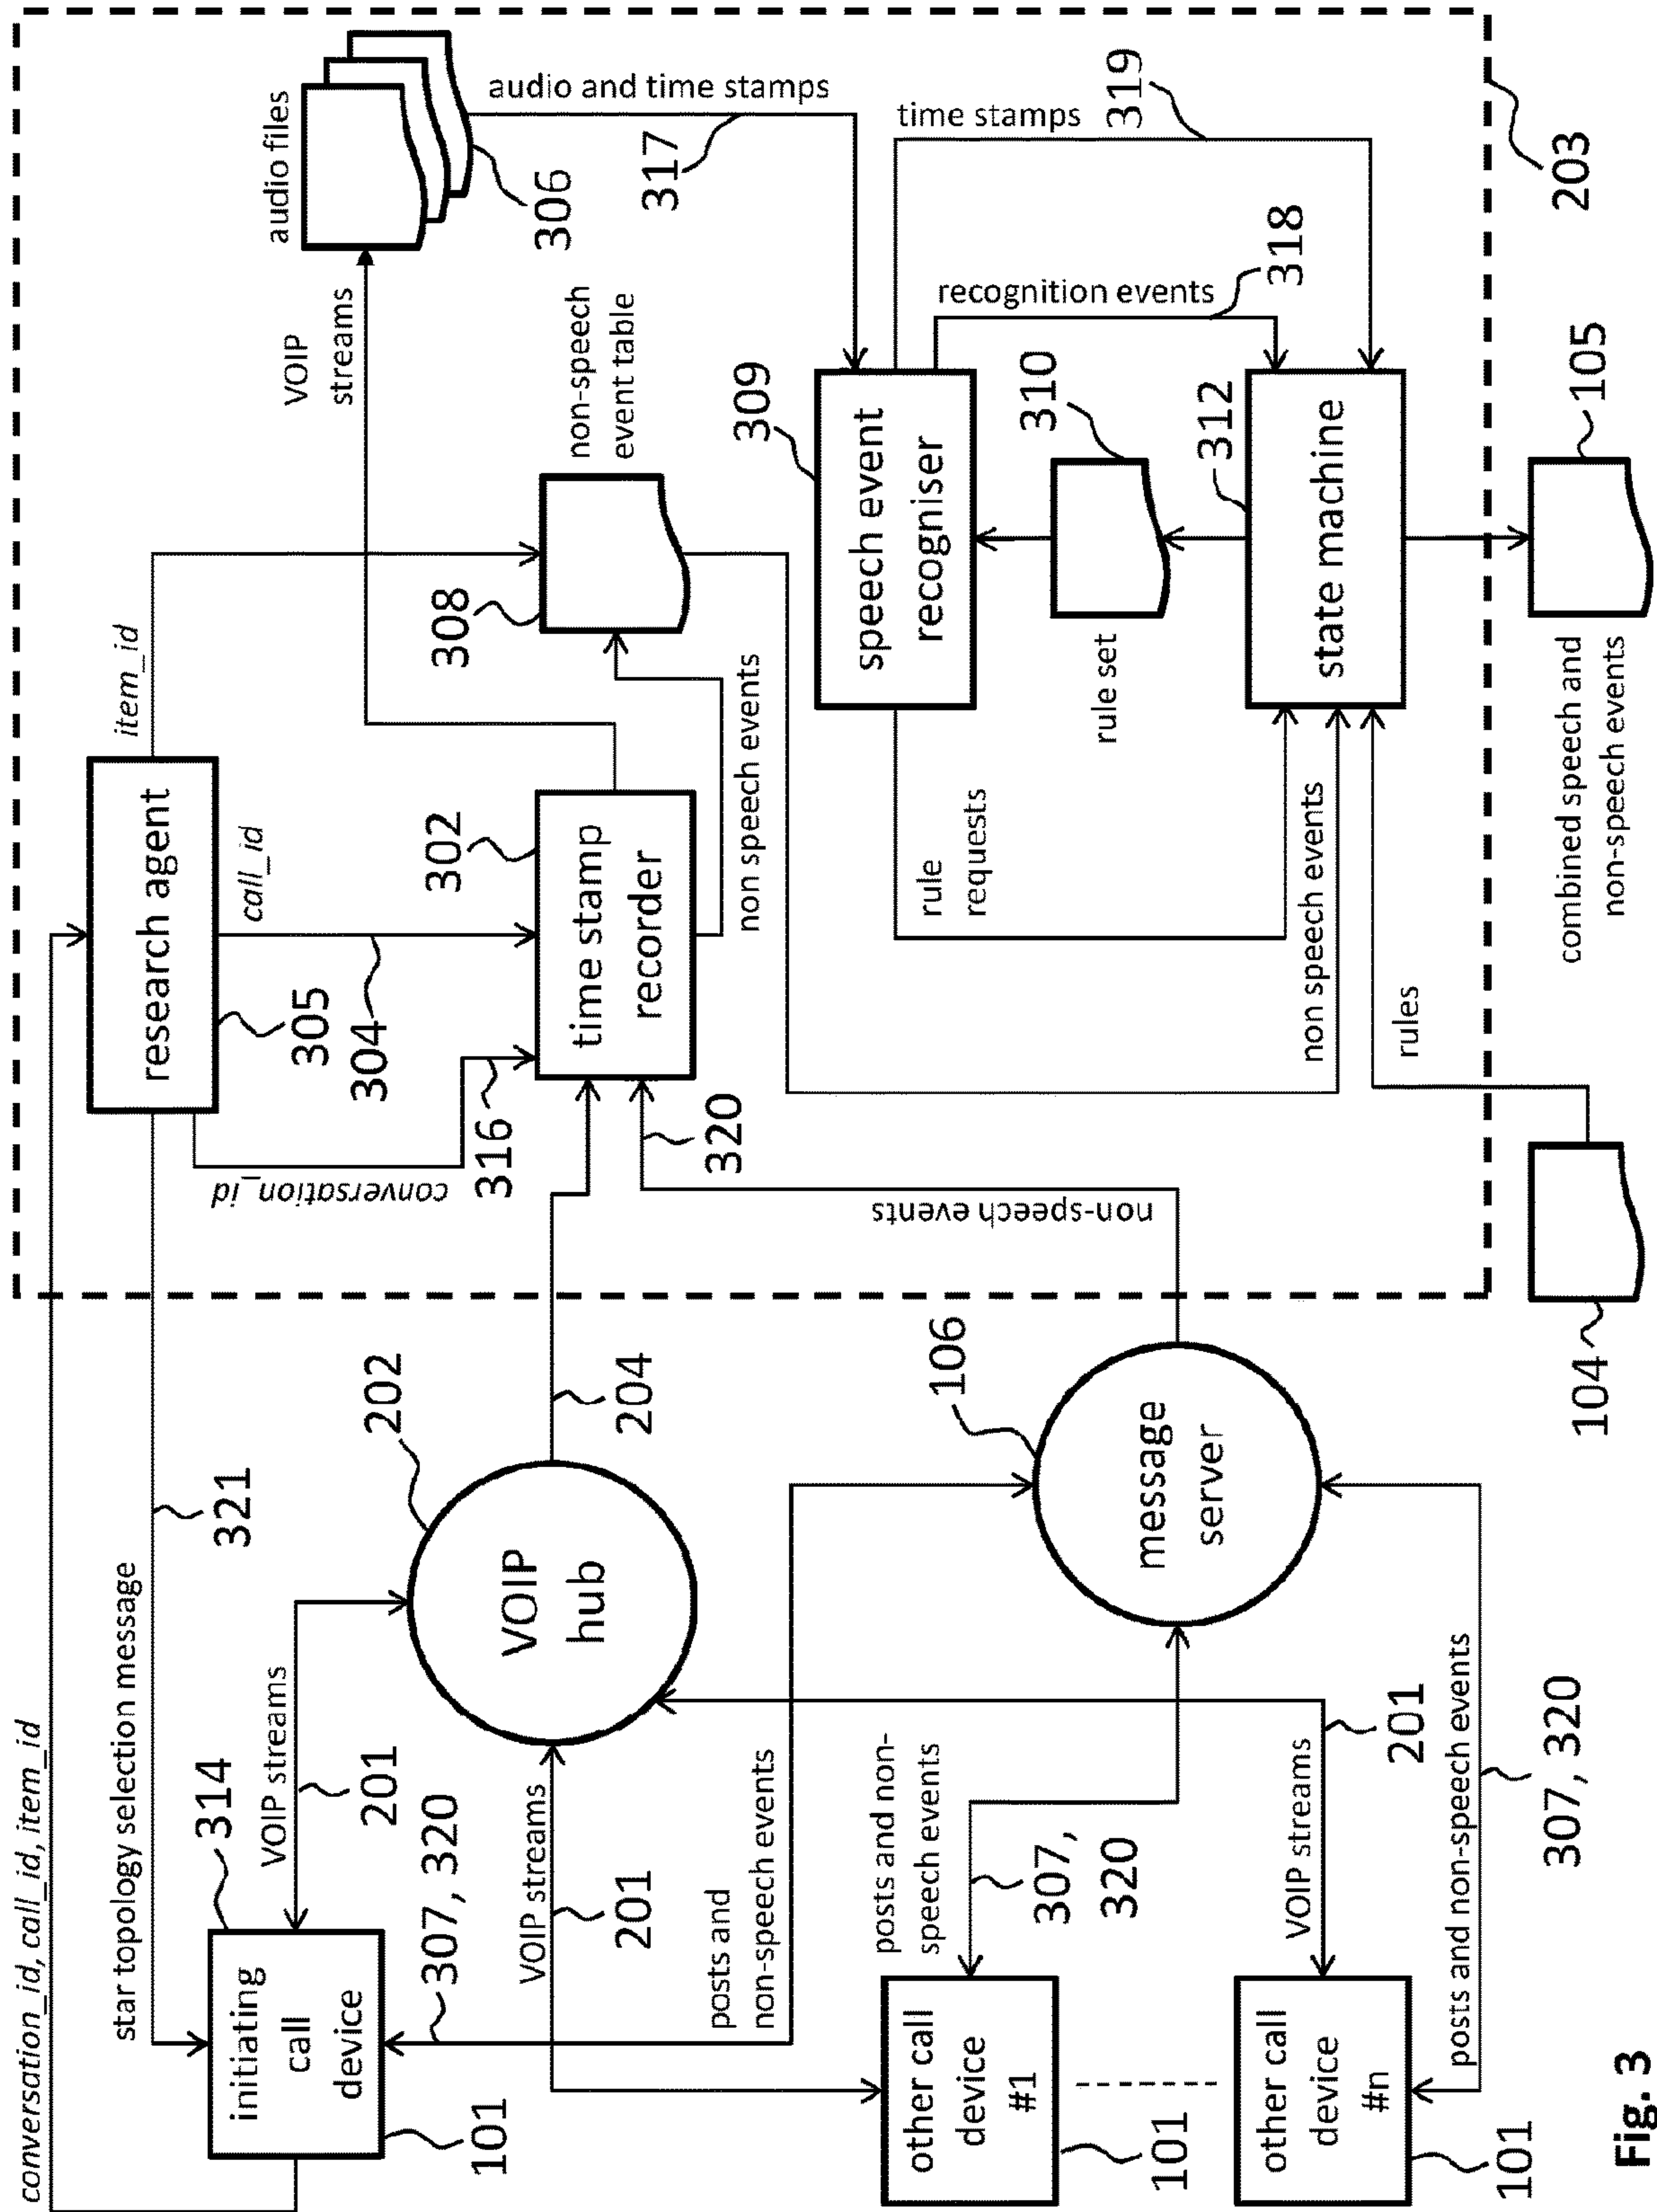 conversation_id, call_id, item_id
star topology selection message
321
item_id
research agent
305
call_id
304
conversation_id
316
audio files
306
VOIP
streams
audio and time stamps
317
non-speech
event table
308
time stamp
recorder
302
non speech events
320
non-speech events
initiating
call
device
314
101
VOIP streams
201
307, 320
VOIP
hub
202
204
VOIP streams
201
posts and
non-speech events
message
server
106
other call
device
#1
101
posts and non-
speech events
307,
320
other call
device
#n
101
VOIP streams
201
posts and non-speech events
307, 320
speech event
recogniser
309
time stamps
319
recognition events
318
rule
requests
rule set
310
state machine
312
non speech events
rules
104
203
105
combined speech and
non-speech events
Fig. 3